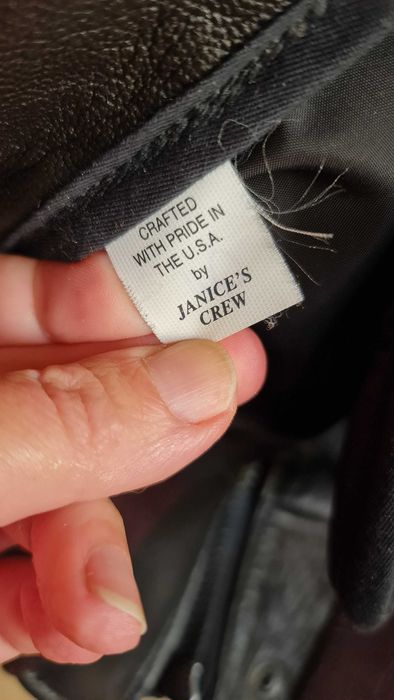 CRAFTED
WITH PRIDE IN
THE U.S.A.
by
JANICE'S
CREW